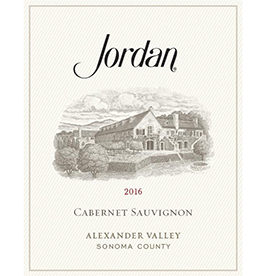 Jordan®
2016
CABERNET SAUVIGNON
ALEXANDER VALLEY
SONOMA COUNTY